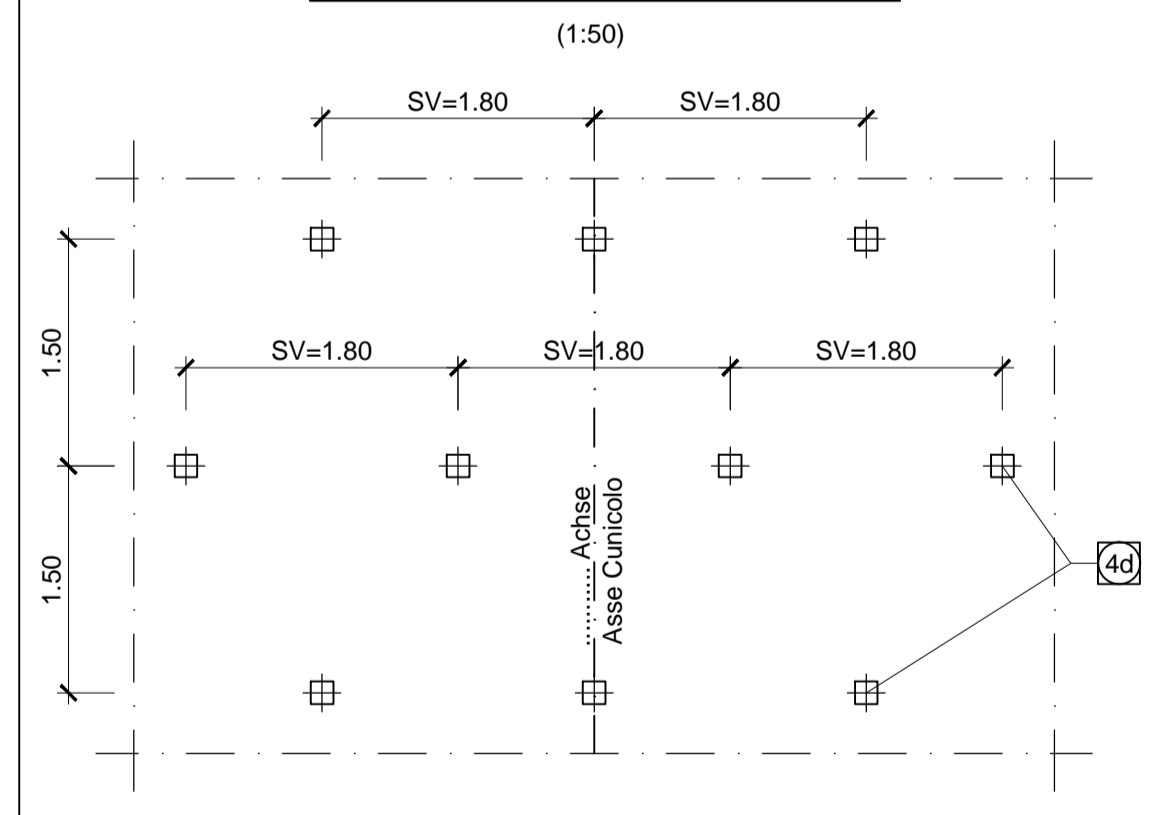 (1:50)
SV=1.80 SV=1.80
1.50
SV=1.80 SV=1.80 SV=1.80
1.50
.......... Achse
Asse Cunicolo
4d